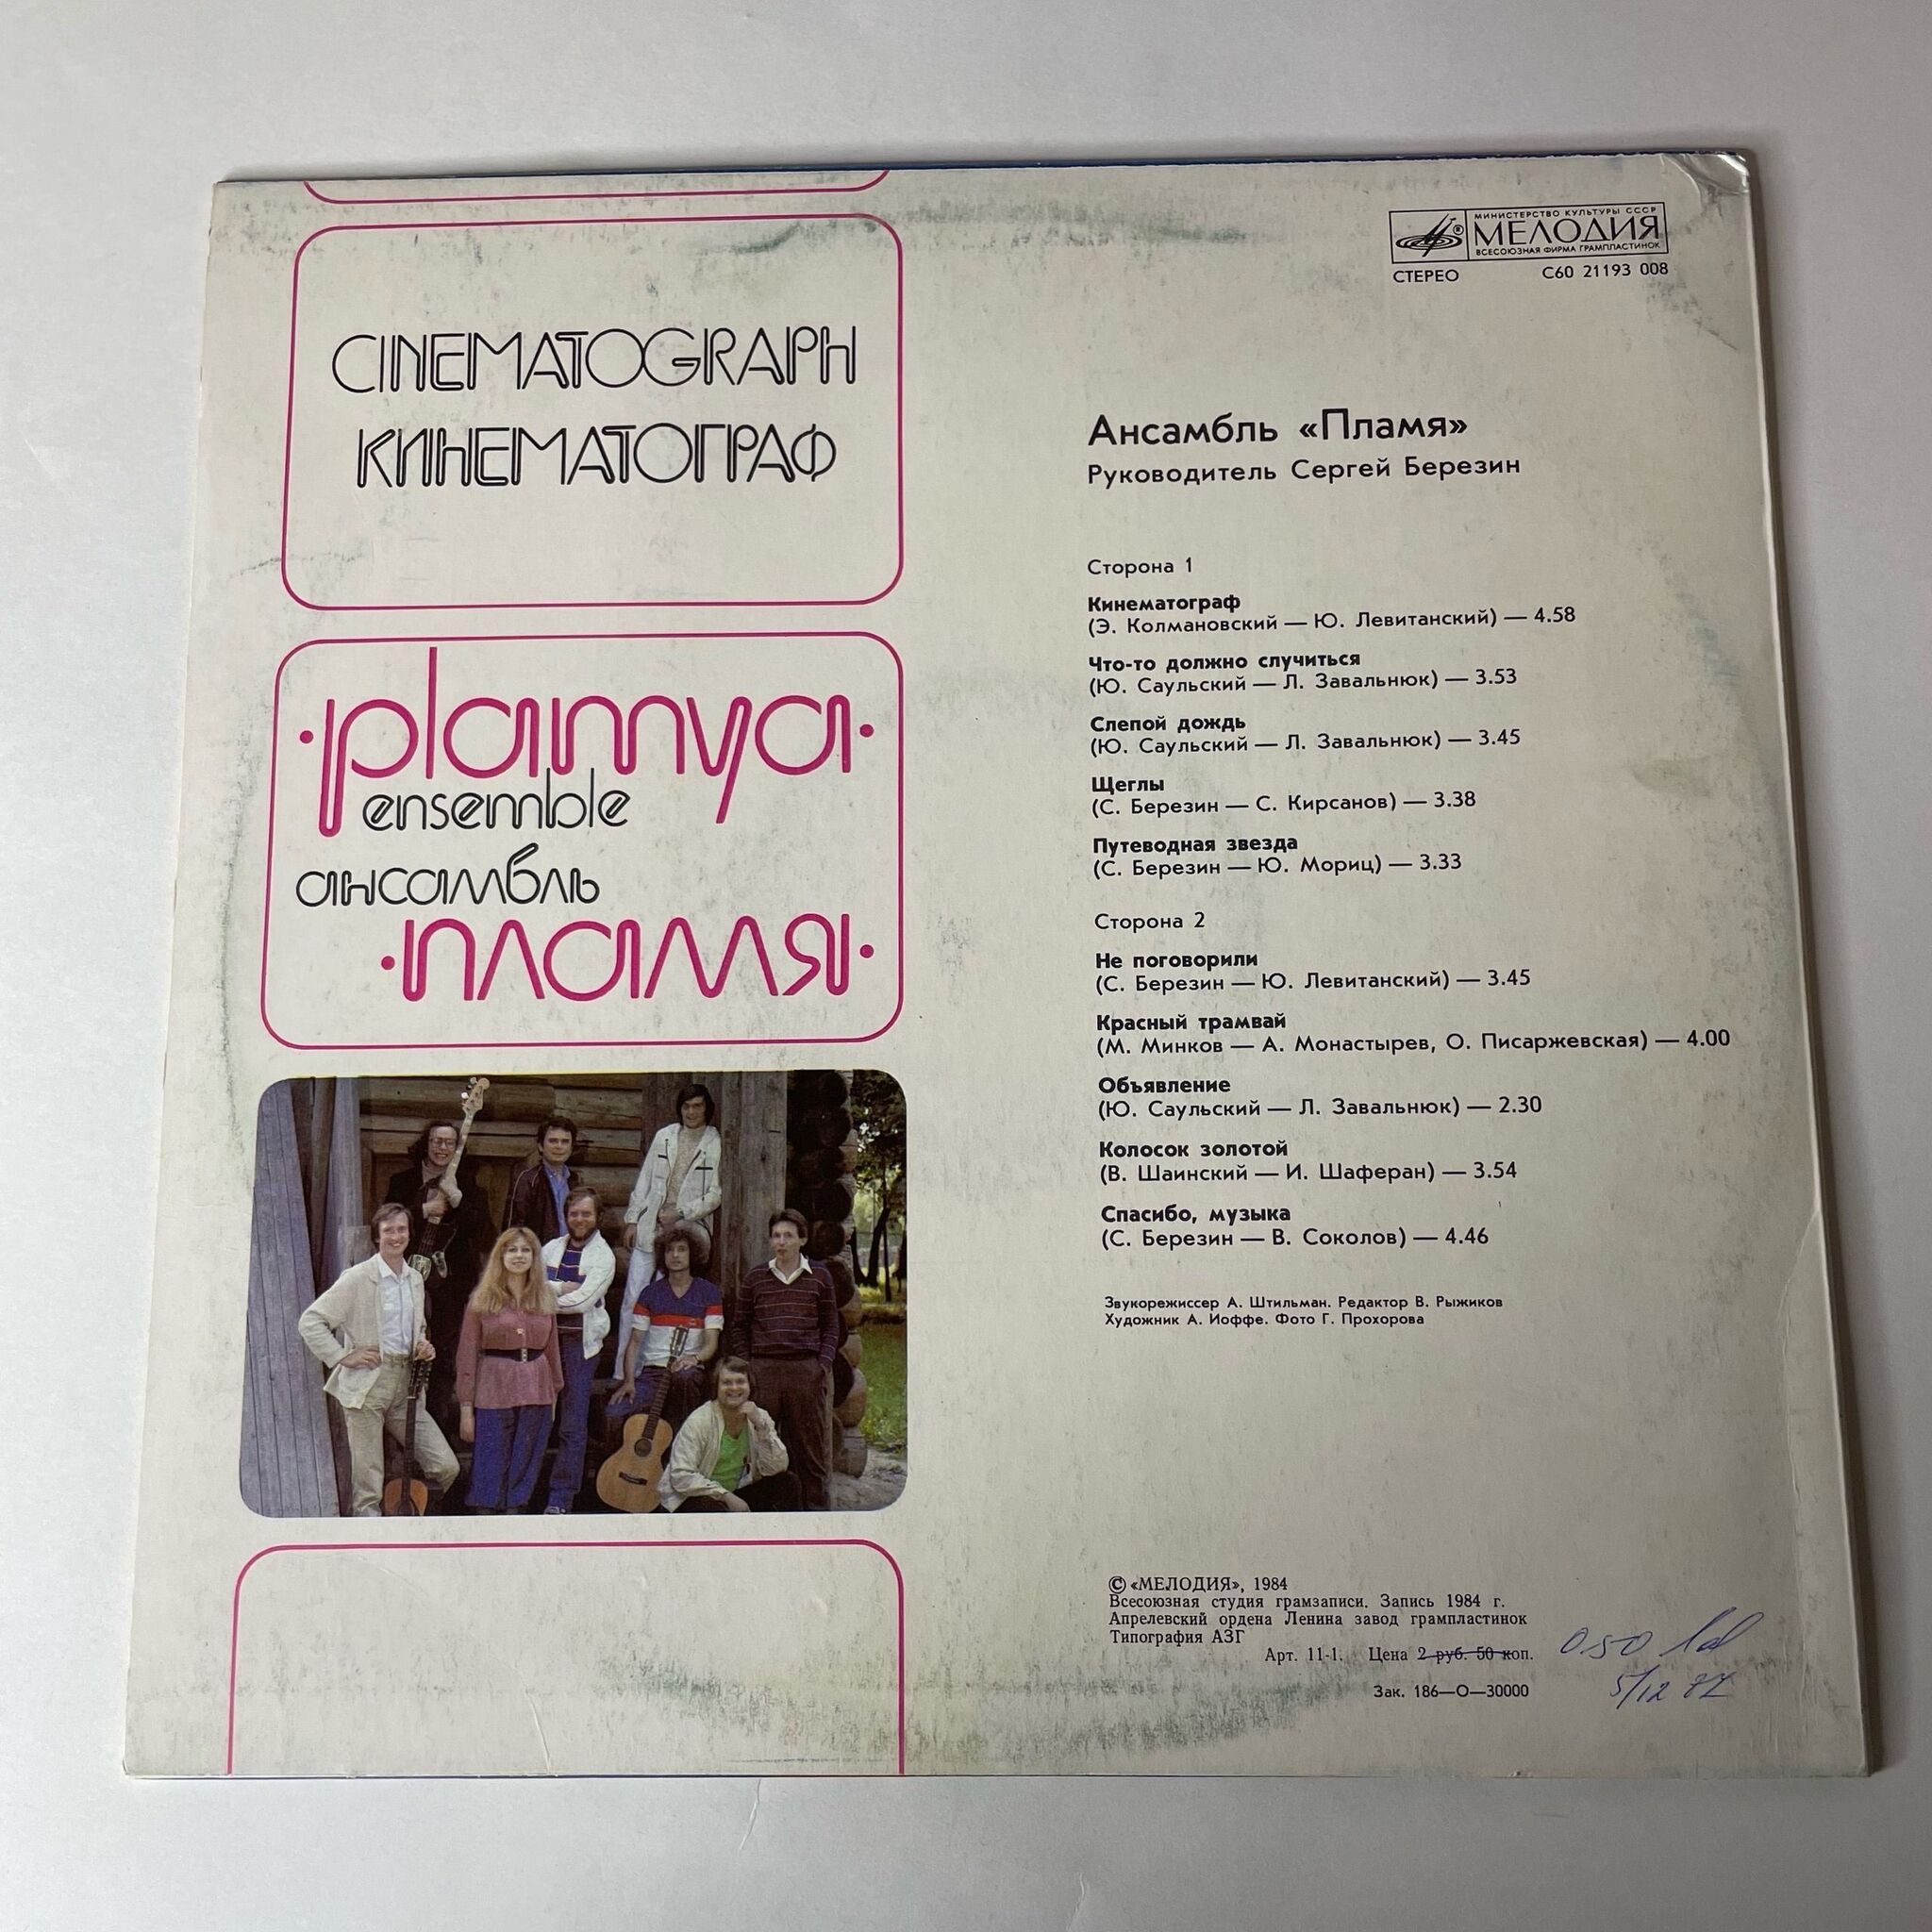 CINEMATOGRAPH
КИНЕМАТОГРАФ
·plamya·
ensemble
ансамбль
·пламя·
МИНИСТЕРСТВО КУЛЬТУРЫ СССР
МЕЛОДИЯ
ВСЕСОЮЗНАЯ ФИРМА ГРАМПЛАСТИНОК
СТЕРЕО С60 21193 008
Ансамбль «Пламя»
Руководитель Сергей Березин
Сторона 1
Кинематограф
(Э. Колмановский — Ю. Левитанский) — 4.58
Что-то должно случиться
(Ю. Саульский — Л. Завальнюк) — 3.53
Слепой дождь
(Ю. Саульский — Л. Завальнюк) — 3.45
Щеглы
(С. Березин — С. Кирсанов) — 3.38
Путеводная звезда
(С. Березин — Ю. Мориц) — 3.33
Сторона 2
Не поговорили
(С. Березин — Ю. Левитанский) — 3.45
Красный трамвай
(М. Минков — А. Монастырев, О. Писаржевская) — 4.00
Объявление
(Ю. Саульский — Л. Завальнюк) — 2.30
Колосок золотой
(В. Шаинский — И. Шаферан) — 3.54
Спасибо, музыка
(С. Березин — В. Соколов) — 4.46
Звукорежиссер А. Штильман. Редактор В. Рыжиков
Художник А. Иоффе. Фото Г. Прохорова
© «МЕЛОДИЯ», 1984
Всесоюзная студия грамзаписи. Запись 1984 г.
Апрелевский ордена Ленина завод грампластинок
Типография АЗГ
Арт. 11-1. Цена 2 руб. 50 коп.
Зак. 186—О—30000
0.50
5/12